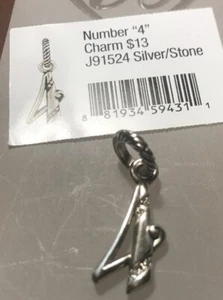 Number "4"
Charm $13
J91524 Silver/Stone
8 81934 59431 1